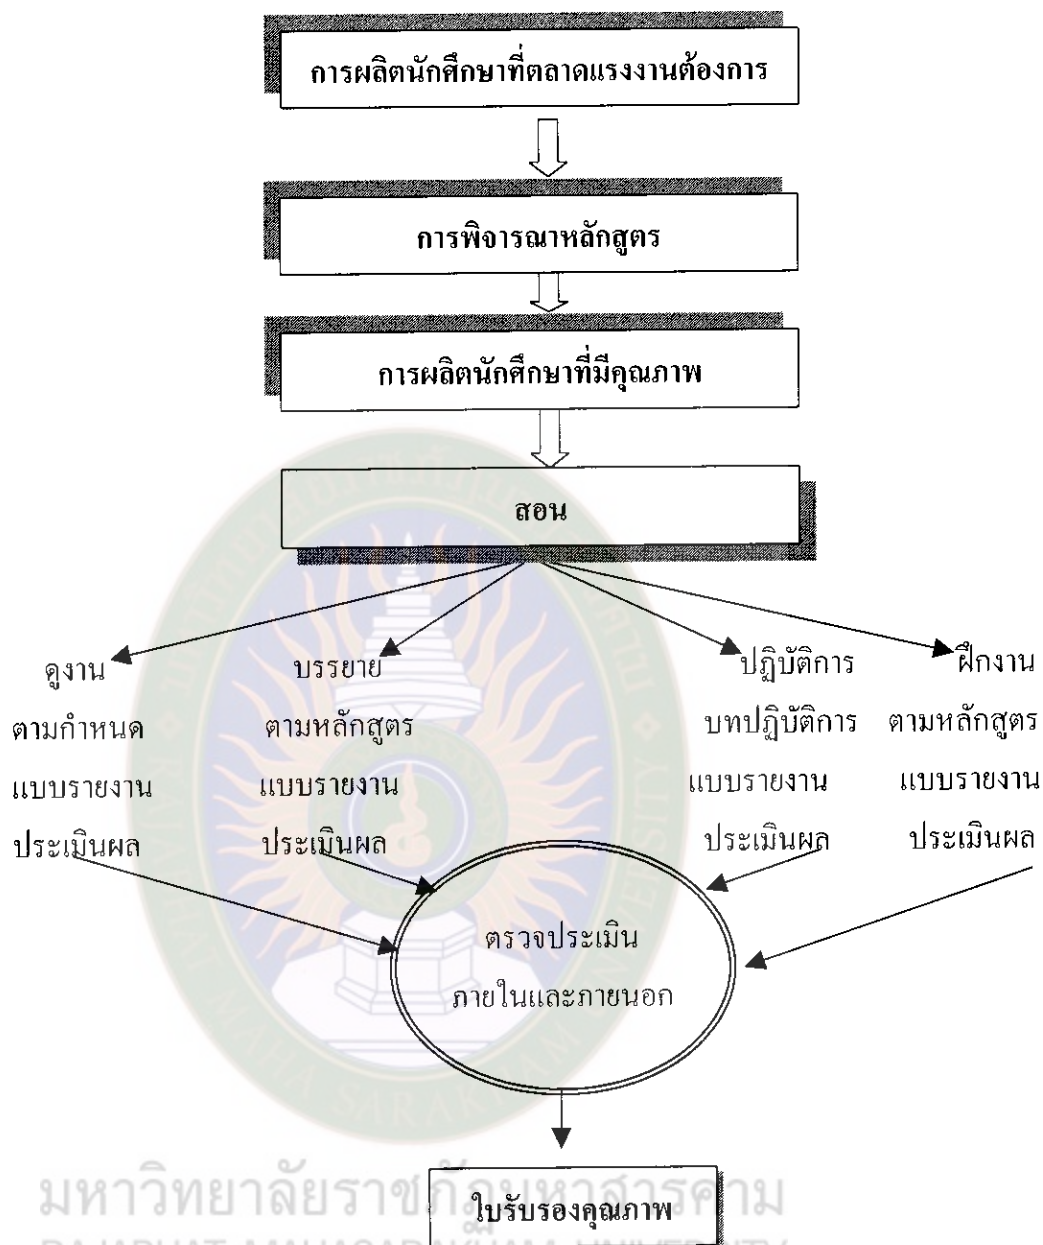 การผลิตนักศึกษาที่ตลาดแรงงานต้องการ
การพิจารณาหลักสูตร
การผลิตนักศึกษาที่มีคุณภาพ
สอน
ดูงาน
ตามกำหนด
แบบรายงาน
ประเมินผล
บรรยาย
ตามหลักสูตร
แบบรายงาน
ประเมินผล
ปฏิบัติการ
บทปฏิบัติการ
แบบรายงาน
ประเมินผล
ฝึกงาน
ตามหลักสูตร
แบบรายงาน
ประเมินผล
ตรวจประเมิน
ภายในและภายนอก
ใบรับรองคุณภาพ
มหาวิทยาลัยราชภัฏมหาสารคาม
RAJABHAT MAHASARAKHAM UNIVERSITY